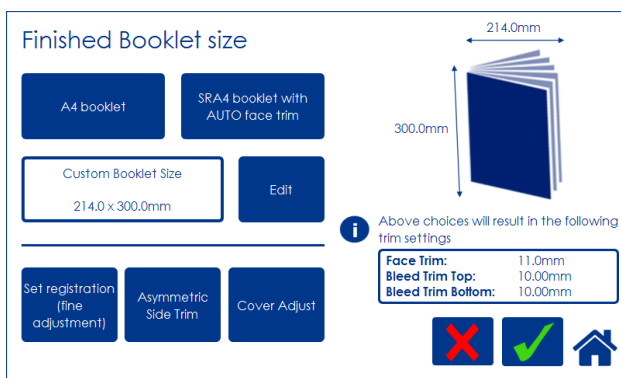 Finished Booklet size
A4 booklet
SRA4 booklet with
AUTO face trim
Custom Booklet Size
214.0 x 300.0mm
Edit
Set registration
(fine
adjustment)
Asymmetric
Side Trim
Cover Adjust
214.0mm
300.0mm
i
Above choices will result in the following
trim settings
Face Trim: 11.0mm
Bleed Trim Top: 10.00mm
Bleed Trim Bottom: 10.00mm